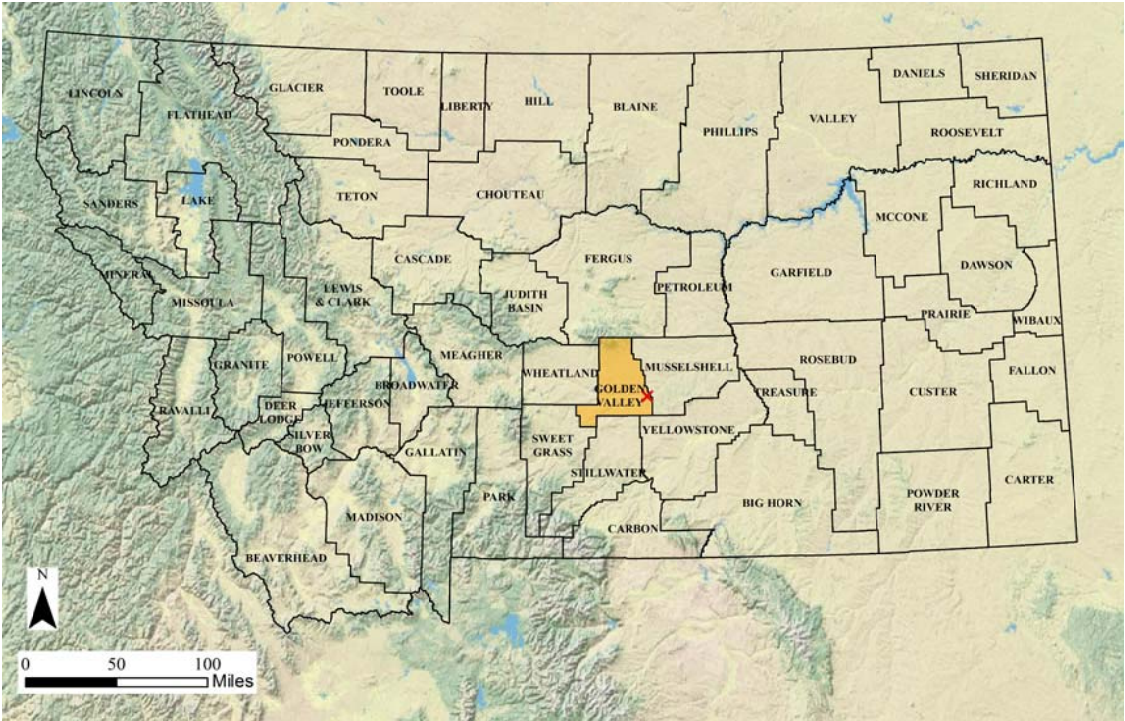 LINCOLN
FLATHEAD
GLACIER
TOOLE
LIBERTY
HILL
BLAINE
PHILLIPS
VALLEY
DANIELS
SHERIDAN
ROOSEVELT
PONDERA
TETON
CHOUTEAU
RICHLAND
SANDERS
LAKE
MCCONE
CASCADE
FERGUS
GARFIELD
DAWSON
MINERAL
MISSOULA
LEWIS
& CLARK
JUDITH
BASIN
PETROLEUM
PRAIRIE
WIBAUX
GRANITE
POWELL
MEAGHER
WHEATLAND
GOLDEN
VALLEY
MUSSELSHELL
ROSEBUD
FALLON
RAVALLI
DEER
LODGE
JEFFERSON
BROADWATER
TREASURE
CUSTER
SILVER
BOW
GALLATIN
SWEET
GRASS
YELLOWSTONE
STILLWATER
PARK
BIG HORN
POWDER
RIVER
CARTER
MADISON
CARBON
BEAVERHEAD
N
0 50 100
Miles